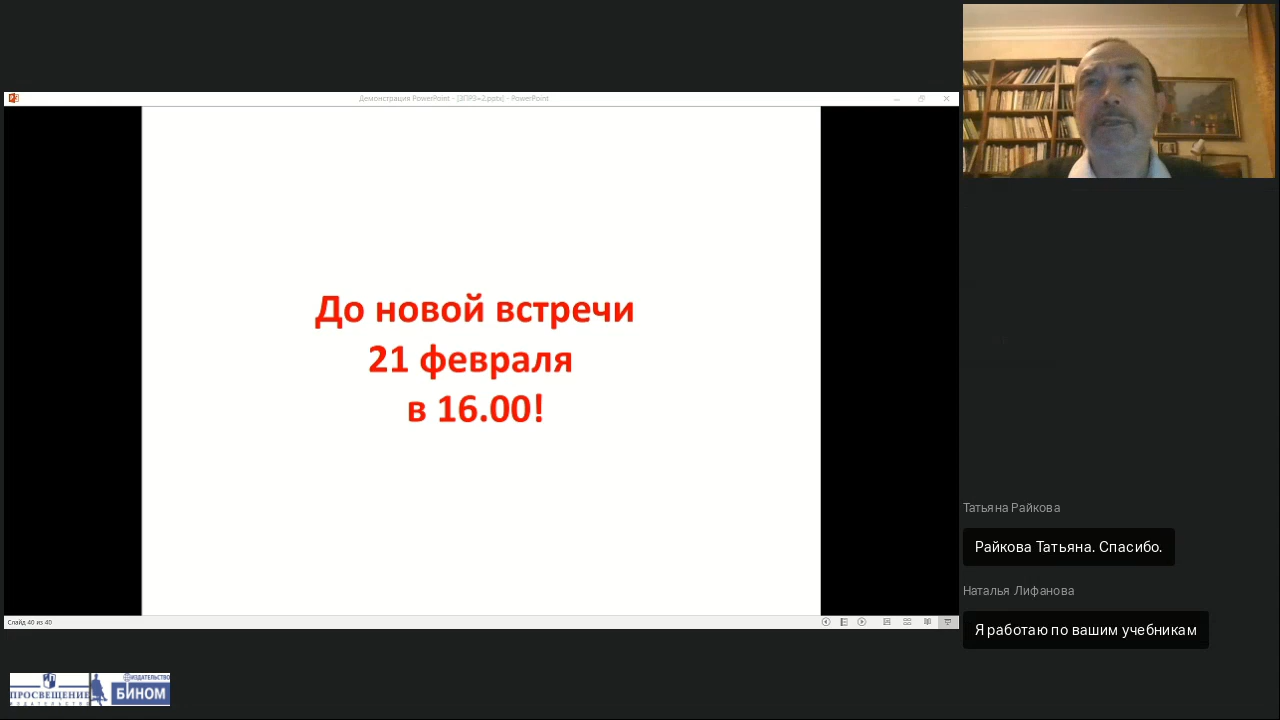 Демонстрация PowerPoint - [ЗПРЗ=2.pptx] - PowerPoint
До новой встречи
21 февраля
в 16.00!
Слайд 40 из 40
Татьяна Райкова
Райкова Татьяна. Спасибо.
Наталья Лифанова
Я работаю по вашим учебникам
ПРОСВЕЩЕНИЕ
ИЗДАТЕЛЬСТВО
ИЗДАТЕЛЬСТВО
БИНОМ